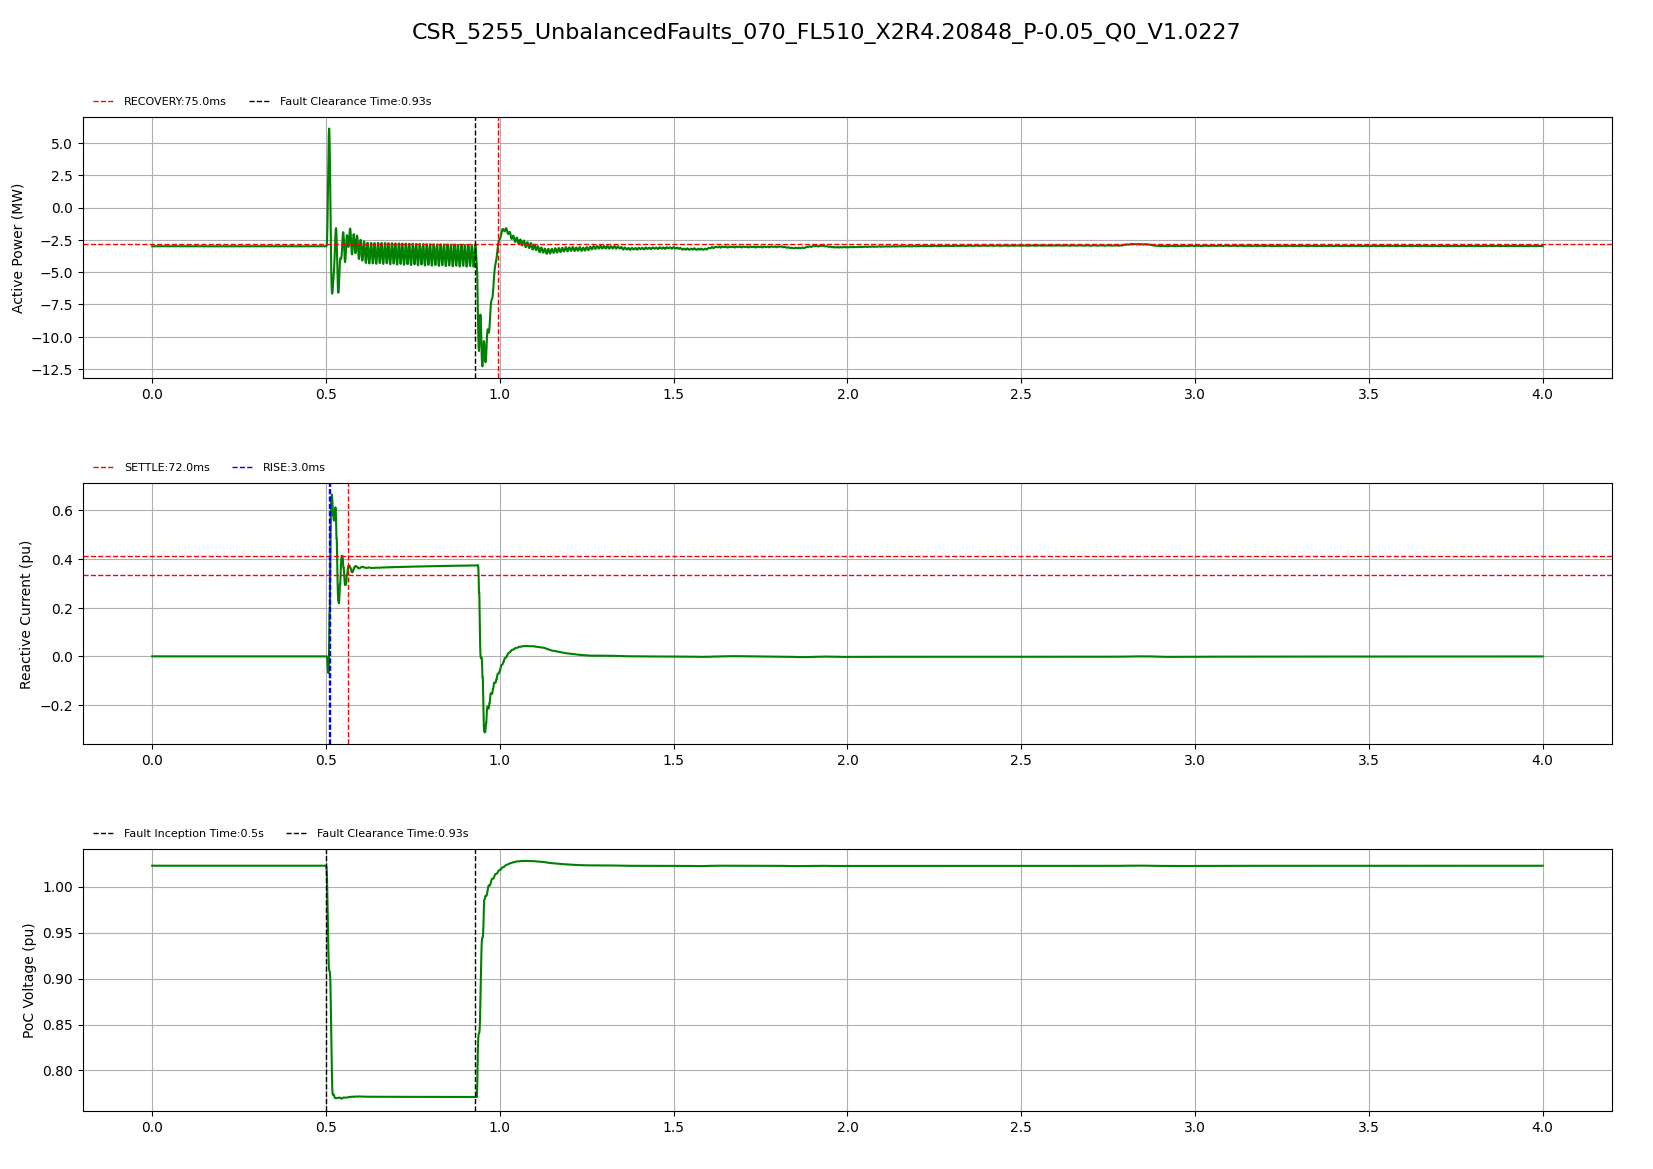 CSR_5255_UnbalancedFaults_070_FL510_X2R4.20848_P-0.05_Q0_V1.0227
RECOVERY:75.0ms Fault Clearance Time:0.93s
Active Power (MW)
5.0
2.5
0.0
−2.5
−5.0
−7.5
−10.0
−12.5
0.0 0.5 1.0 1.5 2.0 2.5 3.0 3.5 4.0
SETTLE:72.0ms RISE:3.0ms
Reactive Current (pu)
0.6
0.4
0.2
0.0
−0.2
0.0 0.5 1.0 1.5 2.0 2.5 3.0 3.5 4.0
Fault Inception Time:0.5s Fault Clearance Time:0.93s
PoC Voltage (pu)
1.00
0.95
0.90
0.85
0.80
0.0 0.5 1.0 1.5 2.0 2.5 3.0 3.5 4.0